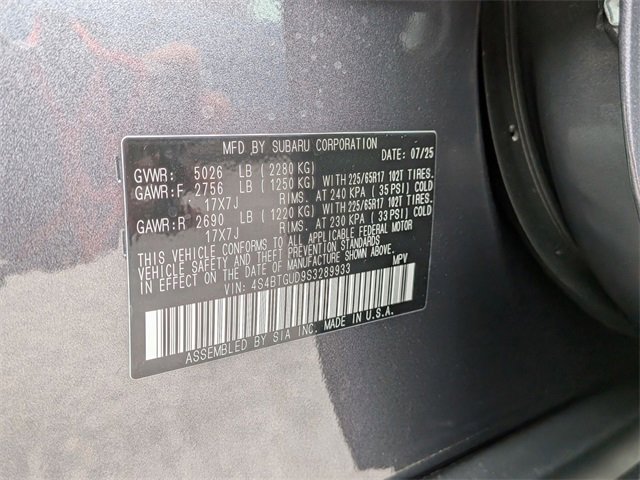 MFD BY SUBARU CORPORATION
DATE: 07/25
GVWR: 5026 LB (2280 KG)
GAWR:F 2756 LB (1250 KG) WITH 225/65R17 102T TIRES.
17X7J RIMS. AT 240 KPA (35 PSI) COLD
GAWR:R 2690 LB (1220 KG) WITH 225/65R17 102T TIRES.
17X7J RIMS. AT 230 KPA (33 PSI) COLD
THIS VEHICLE CONFORMS TO ALL APPLICABLE FEDERAL MOTOR
VEHICLE SAFETY AND THEFT PREVENTION STANDARDS
IN EFFECT ON THE DATE OF MANUFACTURE SHOWN ABOVE.
VIN: 4S4BTGUD9S3289933 MPV
ASSEMBLED BY SIA INC. MADE IN U.S.A.